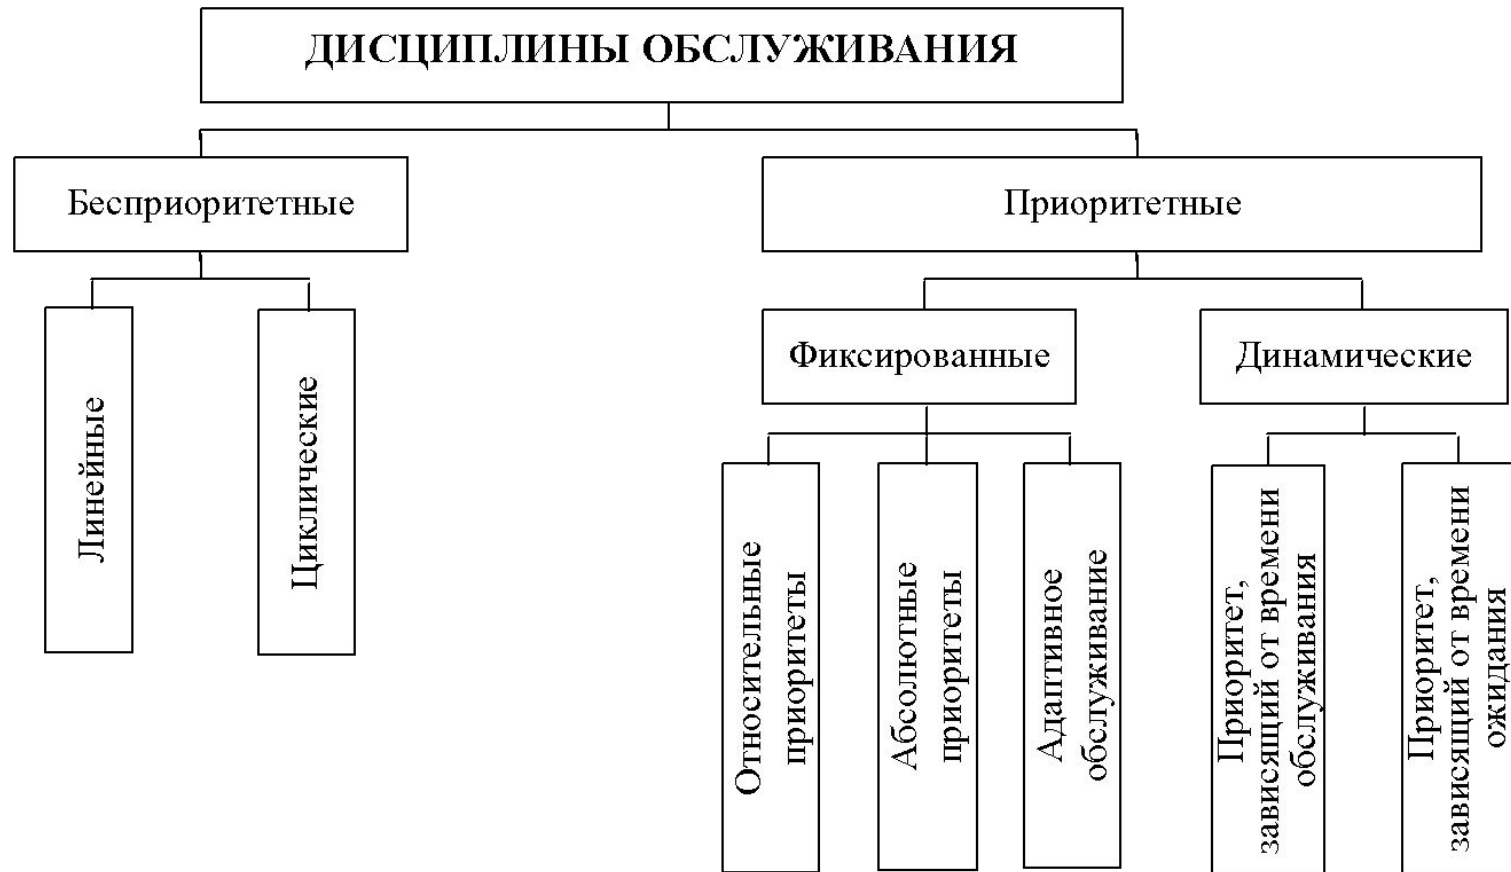 ДИСЦИПЛИНЫ ОБСЛУЖИВАНИЯ
Бесприоритетные
Приоритетные
Линейные
Циклические
Фиксированные
Динамические
Относительные
приоритеты
Абсолютные
приоритеты
Адаптивное
обслуживание
Приоритет,
зависящий от времени
обслуживания
Приоритет,
зависящий от времени
ожидания